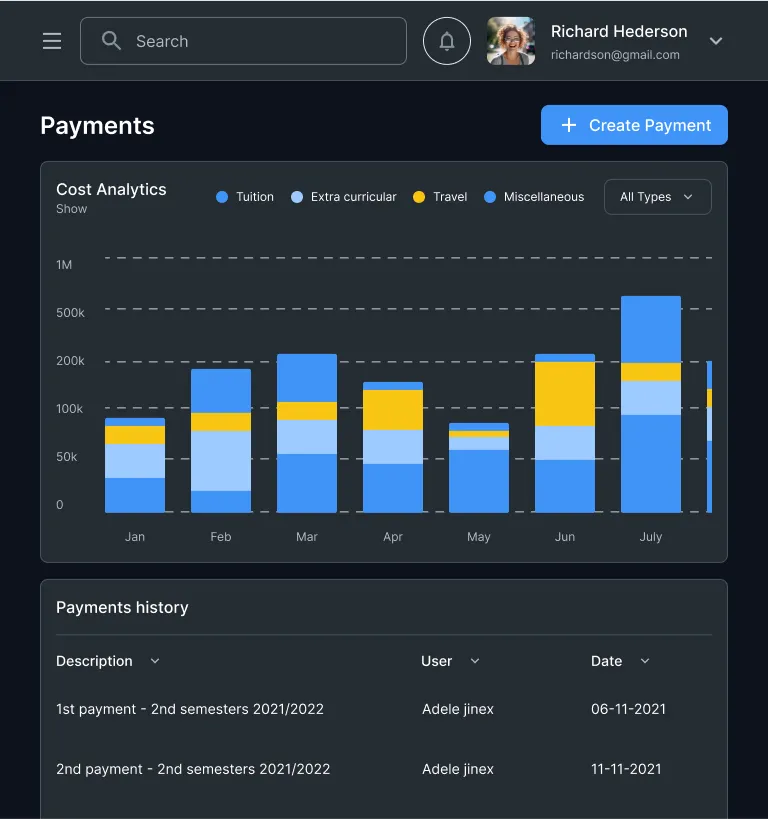 Search
Richard Hederson
richardson@gmail.com
Payments
Create Payment
Cost Analytics
Show
Tuition
Extra curricular
Travel
Miscellaneous
All Types
1M
500k
200k
100k
50k
0
Jan Feb Mar Apr May Jun July
Payments history
Description User Date
1st payment - 2nd semesters 2021/2022 Adele jinex 06-11-2021
2nd payment - 2nd semesters 2021/2022 Adele jinex 11-11-2021